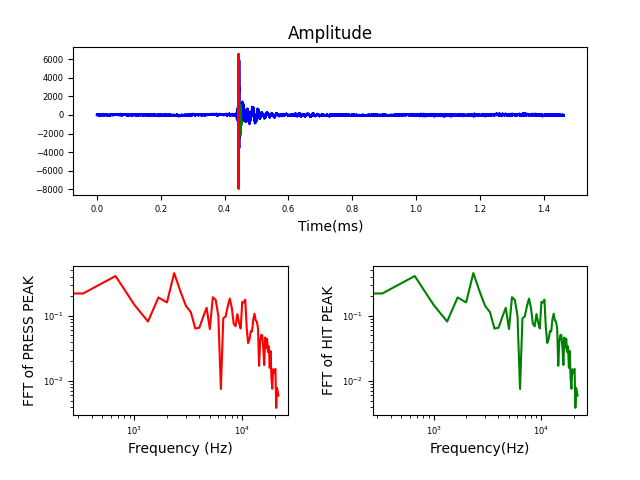 Amplitude
6000
4000
2000
0
−2000
−4000
−6000
−8000
0.0 0.2 0.4 0.6 0.8 1.0 1.2 1.4
Time(ms)
FFT of PRESS PEAK
10⁻¹
10⁻²
10³ 10⁴
Frequency (Hz)
FFT of HIT PEAK
10⁻¹
10⁻²
10³ 10⁴
Frequency(Hz)